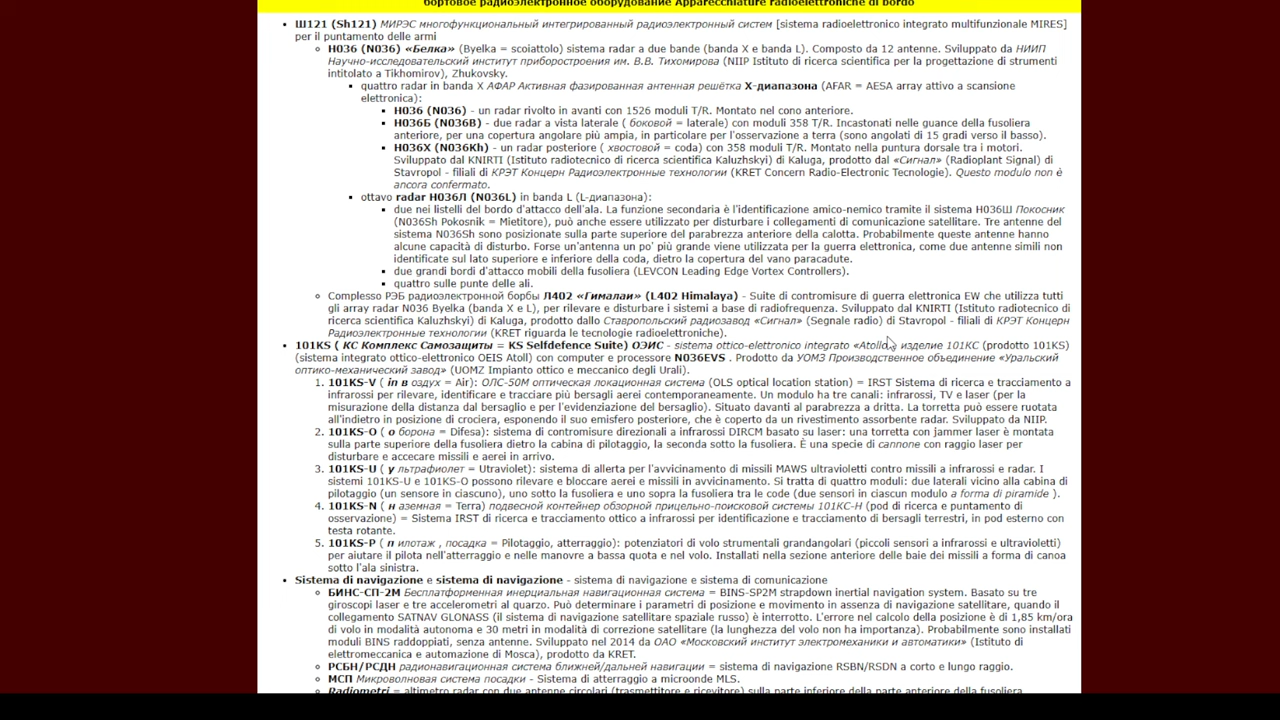 бортовое радиоэлектронное оборудование Apparecchiature radioelettroniche di bordo
Ш121 (Sh121) МИРЭС многофункциональный интегрированный радиоэлектронный систем [sistema radioelettronico integrato multifunzionale MIRES]
per il puntamento delle armi
Н036 (N036) «Белка» (Byelka = scoiattolo) sistema radar a due bande (banda X e banda L). Composto da 12 antenne. Sviluppato da НИИП
Научно-исследовательский институт приборостроения им. В.В. Тихомирова (NIIP Istituto di ricerca scientifica per la progettazione di strumenti
intitolato a Tikhomirov), Zhukovsky.
quattro radar in banda X АФАР Активная фазированная антенная решётка X-диапазона (AFAR = AESA array attivo a scansione
elettronica):
Н036 (N036) - un radar rivolto in avanti con 1526 moduli T/R. Montato nel cono anteriore.
Н036Б (N036B) - due radar a vista laterale ( боковой = laterale) con moduli 358 T/R. Incastonati nelle guance della fusoliera
anteriore, per una copertura angolare più ampia, in particolare per l'osservazione a terra (sono angolati di 15 gradi verso il basso).
Н036Х (N036Kh) - un radar posteriore ( хвостовой = coda) con 358 moduli T/R. Montato nella puntura dorsale tra i motori.
Sviluppato dal KNIRTI (Istituto radiotecnico di ricerca scientifica Kaluzhskyi) di Kaluga, prodotto dal «Сигнал» (Radioplant Signal) di
Stavropol - filiali di КРЭТ Концерн Радиоэлектронные технологии (KRET Concern Radio-Electronic Tecnologie). Questo modulo non è
ancora confermato.
ottavo radar Н036Л (N036L) in banda L (L-диапазона):
due nei listelli del bordo d'attacco dell'ala. La funzione secondaria è l'identificazione amico-nemico tramite il sistema Н036Ш Покосник
(N036Sh Pokosnik = Mietitore), può anche essere utilizzato per disturbare i collegamenti di comunicazione satellitare. Tre antenne del
sistema N036Sh sono posizionate sulla parte superiore del parabrezza anteriore della calotta. Probabilmente queste antenne hanno
alcune capacità di disturbo. Forse un'antenna un po' più grande viene utilizzata per la guerra elettronica, come due antenne simili non
identificate sul lato superiore e inferiore della coda, dietro la copertura del vano paracadute.
due grandi bordi d'attacco mobili della fusoliera (LEVCON Leading Edge Vortex Controllers).
quattro sulle punte delle ali.
Complesso РЭБ радиоэлектронной борбы Л402 «Гималаи» (L402 Himalaya) - Suite di contromisure di guerra elettronica EW che utilizza tutti
gli array radar N036 Byelka (banda X e L), per rilevare e disturbare i sistemi a base di radiofrequenza. Sviluppato dal KNIRTI (Istituto radiotecnico di
ricerca scientifica Kaluzhskyi) di Kaluga, prodotto dallo Ставропольский радиозавод «Сигнал» (Segnale radio) di Stavropol - filiali di КРЭТ Концерн
Радиоэлектронные технологии (KRET riguarda le tecnologie radioelettroniche).
101KS ( КС Комплекс Самозащиты = KS Selfdefence Suite) ОЭИС - sistema ottico-elettronico integrato «Atollo» изделие 101КС (prodotto 101KS)
(sistema integrato ottico-elettronico OEIS Atoll) con computer e processore N036EVS . Prodotto da УОМЗ Производственное объединение «Уральский
оптико-механический завод» (UOMZ Impianto ottico e meccanico degli Urali).
1. 101KS-V ( in в оздух = Air): ОЛС-50М оптическая локационная система (OLS optical location station) = IRST Sistema di ricerca e tracciamento a
infrarossi per rilevare, identificare e tracciare più bersagli aerei contemporaneamente. Un modulo ha tre canali: infrarossi, TV e laser (per la
misurazione della distanza dal bersaglio e per l'evidenziazione del bersaglio). Situato davanti al parabrezza a dritta. La torretta può essere ruotata
all'indietro in posizione di crociera, esponendo il suo emisfero posteriore, che è coperto da un rivestimento assorbente radar. Sviluppato da NIIP.
2. 101KS-O ( о борона = Difesa): sistema di contromisure direzionali a infrarossi DIRCM basato su laser: una torretta con jammer laser è montata
sulla parte superiore della fusoliera dietro la cabina di pilotaggio, la seconda sotto la fusoliera. È una specie di cannone con raggio laser per
disturbare e accecare missili e aerei in arrivo.
3. 101KS-U ( у льтрафиолет = Utraviolet): sistema di allerta per l'avvicinamento di missili MAWS ultravioletti contro missili a infrarossi e radar. I
sistemi 101KS-U e 101KS-O possono rilevare e bloccare aerei e missili in avvicinamento. Si tratta di quattro moduli: due laterali vicino alla cabina di
pilotaggio (un sensore in ciascuno), uno sotto la fusoliera e uno sopra la fusoliera tra le code (due sensori in ciascun modulo a forma di piramide ).
4. 101KS-N ( н аземная = Terra) подвесной контейнер обзорной прицельно-поисковой системы 101КС-Н (pod di ricerca e puntamento di
osservazione) = Sistema IRST di ricerca e tracciamento ottico a infrarossi per identificazione e tracciamento di bersagli terrestri, in pod esterno con
testa rotante.
5. 101KS-P ( п илотаж , посадка = Pilotaggio, atterraggio): potenziatori di volo strumentali grandangolari (piccoli sensori a infrarossi e ultravioletti)
per aiutare il pilota nell'atterraggio e nelle manovre a bassa quota e nel volo. Installati nella sezione anteriore delle baie dei missili a forma di canoa
sotto l'ala sinistra.
Sistema di navigazione e sistema di navigazione - sistema di navigazione e sistema di comunicazione
БИНС-СП-2М Бесплатформенная инерциальная навигационная система = BINS-SP2M strapdown inertial navigation system. Basato su tre
giroscopi laser e tre accelerometri al quarzo. Può determinare i parametri di posizione e movimento in assenza di navigazione satellitare, quando il
collegamento SATNAV GLONASS (il sistema di navigazione satellitare spaziale russo) è interrotto. L'errore nel calcolo della posizione è di 1,85 km/ora
di volo in modalità autonoma e 30 metri in modalità di correzione satellitare (la lunghezza del volo non ha importanza). Probabilmente sono installati
moduli BINS raddoppiati, senza antenne. Sviluppato nel 2014 da ОАО «Московский институт электромеханики и автоматики» (Istituto di
elettromeccanica e automazione di Mosca), prodotto da KRET.
РСБН/РСДН радионавигационная система ближней/дальней навигации = sistema di navigazione RSBN/RSDN a corto e lungo raggio.
МСП Микроволновая система посадки - Sistema di atterraggio a microonde MLS.
Radiometri = altimetro radar con due antenne circolari (trasmettitore e ricevitore) sulla parte inferiore della parte anteriore della fusoliera